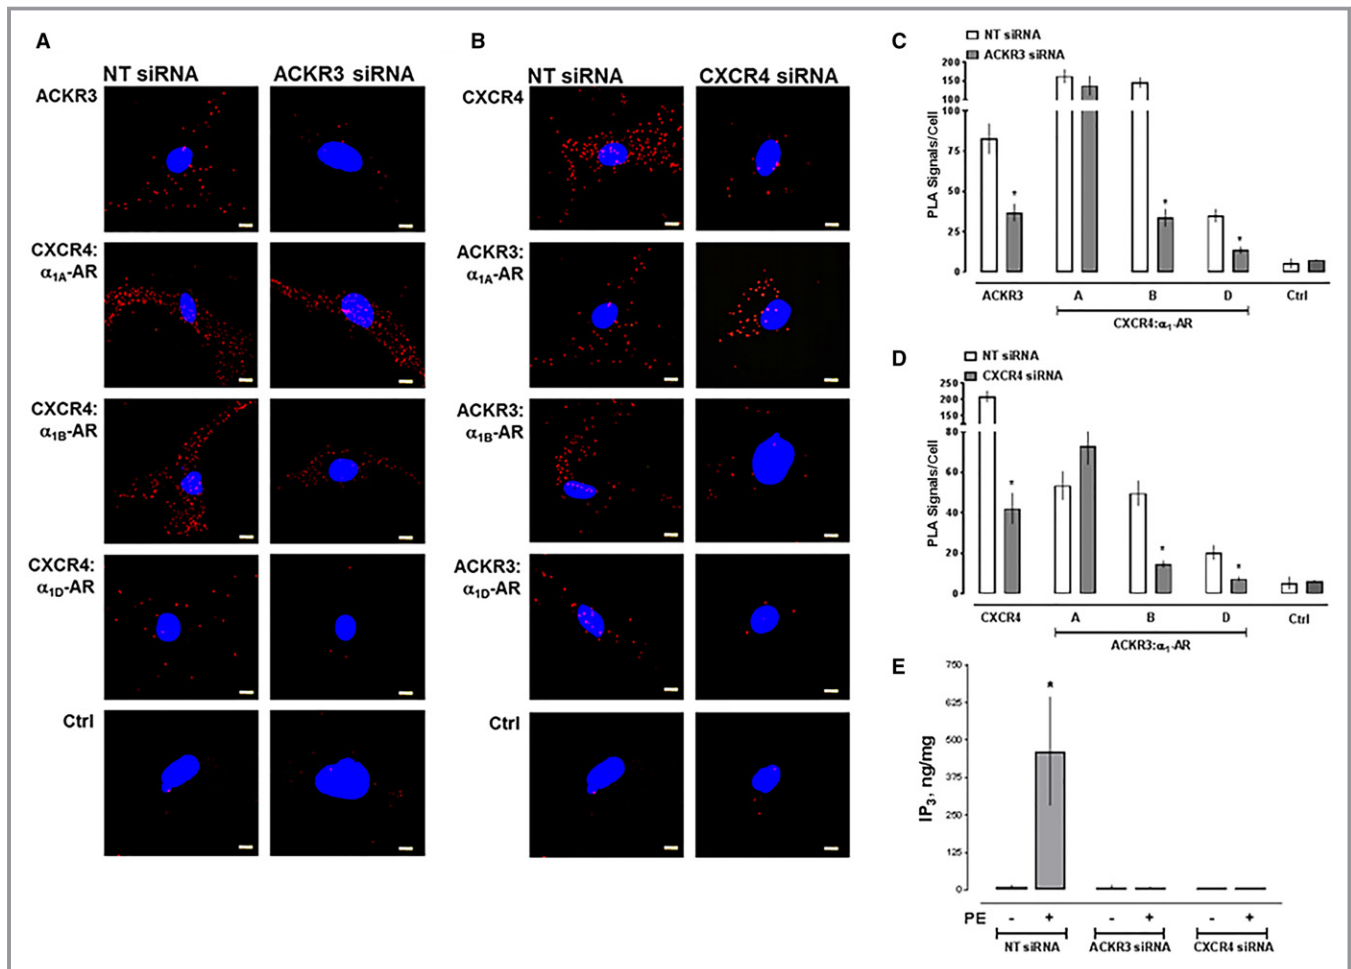 A
NT siRNA ACKR3 siRNA
ACKR3
CXCR4:
α1A-AR
CXCR4:
α1B-AR
CXCR4:
α1D-AR
Ctrl
B
NT siRNA CXCR4 siRNA
CXCR4
ACKR3:
α1A-AR
ACKR3:
α1B-AR
ACKR3:
α1D-AR
Ctrl
C
NT siRNA
ACKR3 siRNA
PLA Signals/Cell
200
150
100
100
75
50
25
0
* * *
ACKR3 A B D Ctrl
CXCR4:α1-AR
D
NT siRNA
CXCR4 siRNA
PLA Signals/Cell
250
200
150
80
60
40
20
0
* * *
CXCR4 A B D Ctrl
ACKR3:α1-AR
E
IP3, ng/mg
750
625
500
375
250
125
0
*
PE - + - + - +
NT siRNA ACKR3 siRNA CXCR4 siRNA